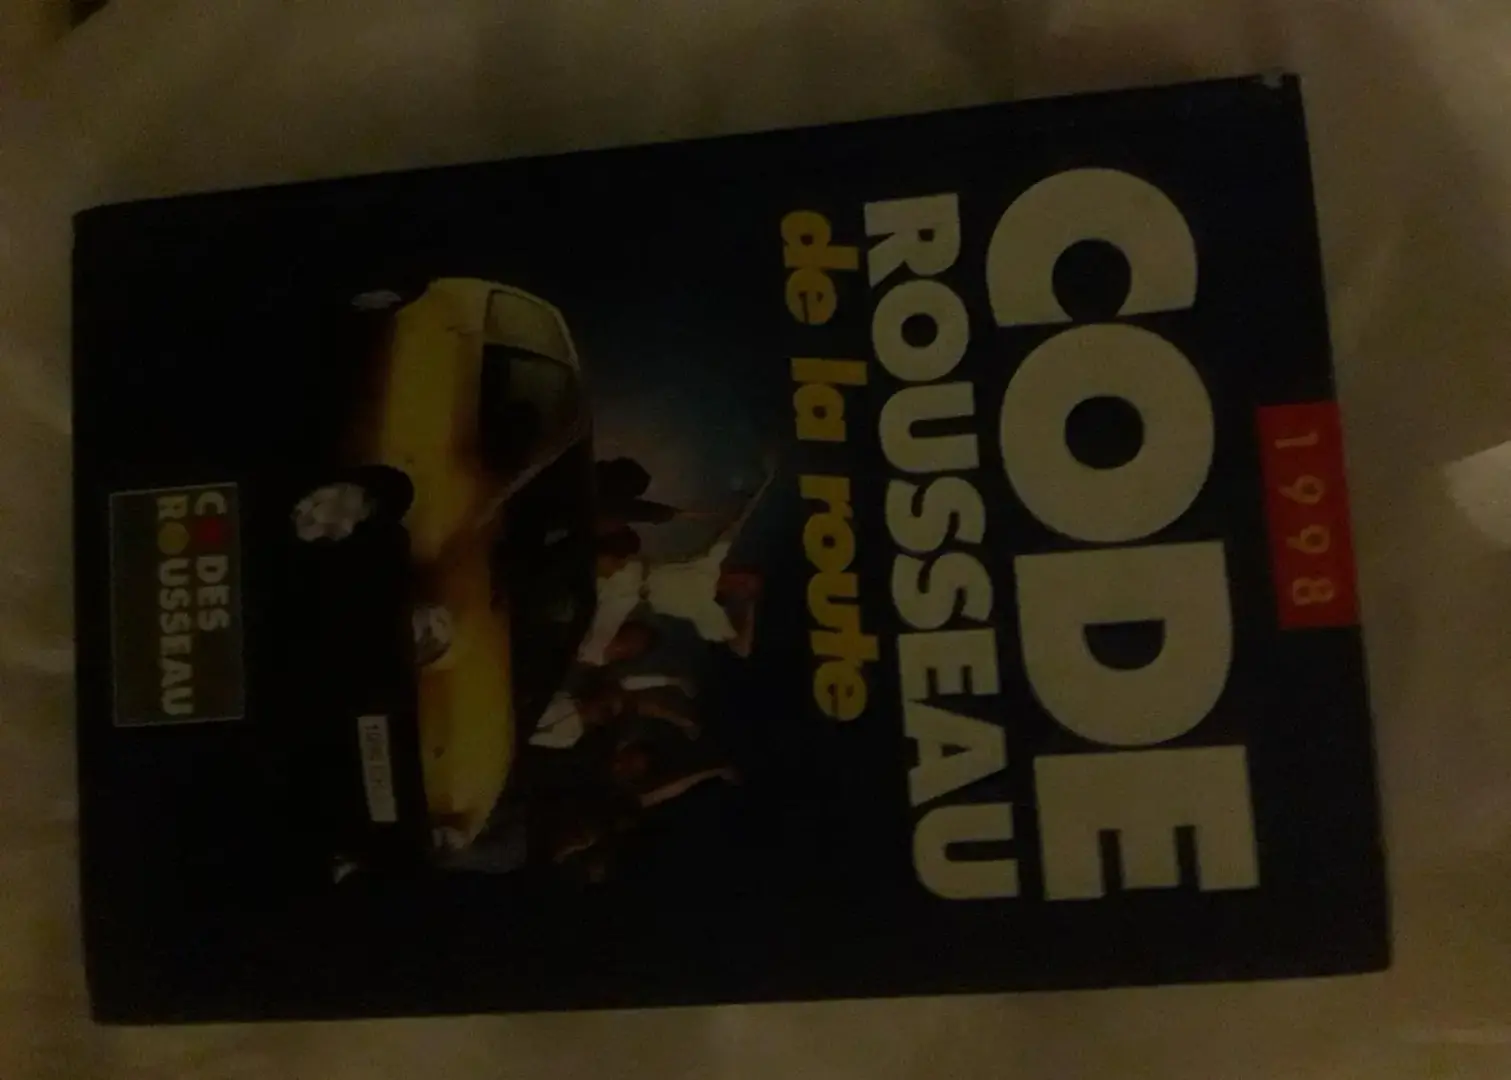 1998
CODE
ROUSSEAU
de la route
CODES
ROUSSEAU